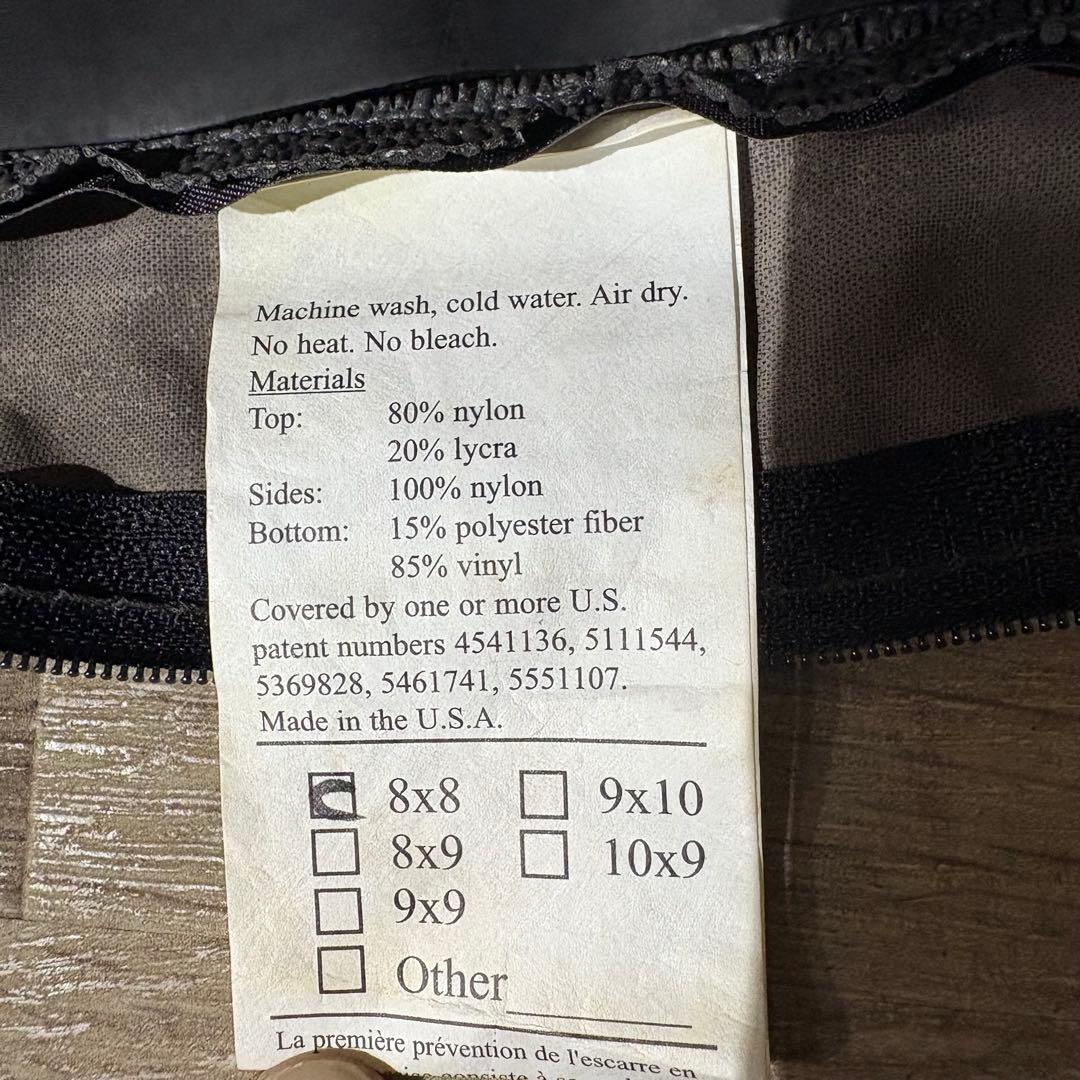 Machine wash, cold water. Air dry.
No heat. No bleach.
Materials
Top: 80% nylon
20% lycra
Sides: 100% nylon
Bottom: 15% polyester fiber
85% vinyl
Covered by one or more U.S.
patent numbers 4541136, 5111544,
5369828, 5461741, 5551107.
Made in the U.S.A.
8x8 9x10
8x9 10x9
9x9
Other
La première prévention de l'escarre en
consiste à